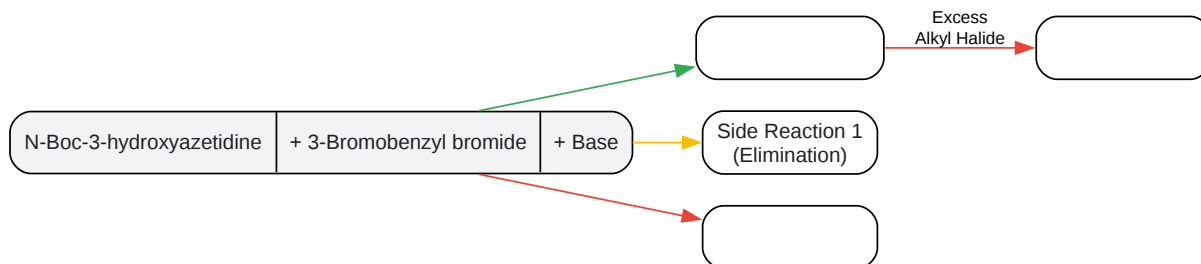 Excess
Alkyl Halide
N-Boc-3-hydroxyazetidine
+ 3-Bromobenzyl bromide
+ Base
Side Reaction 1
(Elimination)